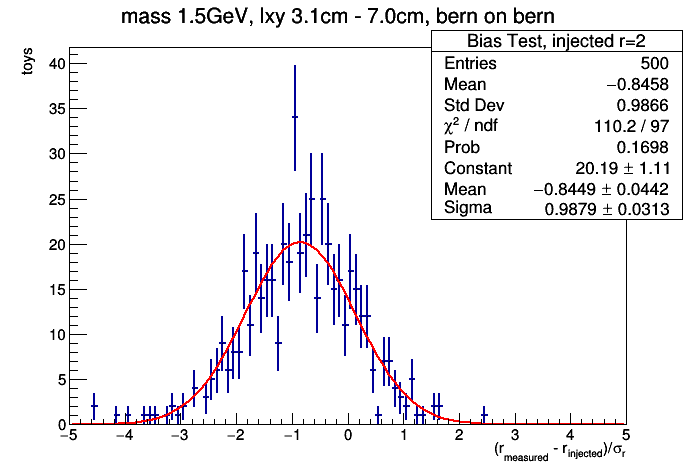 mass 1.5GeV, lxy 3.1cm - 7.0cm, bern on bern
toys
Bias Test, injected r=2
Entries 500
Mean −0.8458
Std Dev 0.9866
χ² / ndf 110.2 / 97
Prob 0.1698
Constant 20.19 ± 1.11
Mean −0.8449 ± 0.0442
Sigma 0.9879 ± 0.0313
40
35
30
25
20
15
10
5
0
−5 −4 −3 −2 −1 0 1 2 3 4 5
(r_measured - r_injected)/σ_r